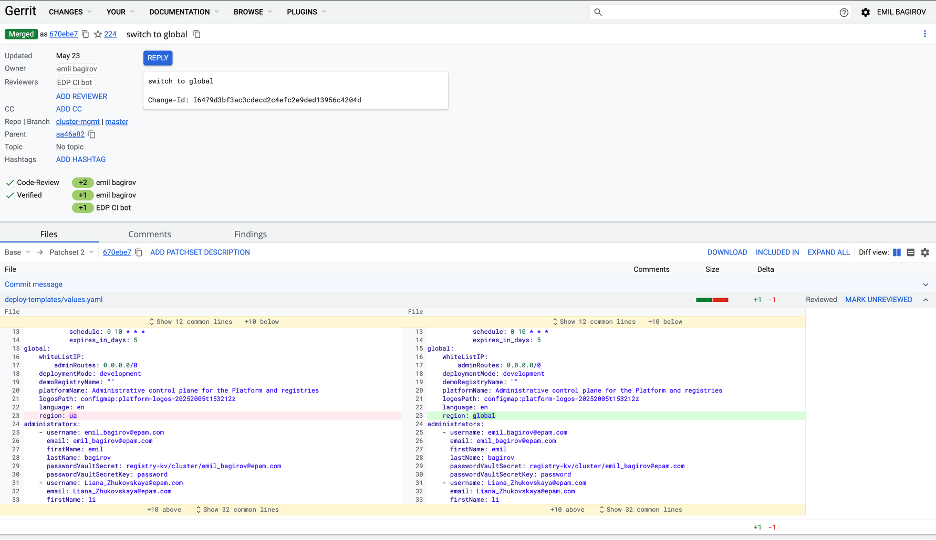 Gerrit CHANGES YOUR DOCUMENTATION BROWSE PLUGINS EMIL BAGIROV
Merged as 670ebe7 224 switch to global
Updated May 23
Owner emil bagirov
Reviewers EDP CI bot
ADD REVIEWER
CC ADD CC
Repo | Branch cluster-mgmt | master
Parent aa46a82
Topic No topic
Hashtags ADD HASHTAG
Code-Review +2 emil bagirov
Verified +1 emil bagirov
+1 EDP CI bot
REPLY
switch to global
Change-Id: I6479d3bf3ac3cdecd2c4efc2e9ded13956c4204d
Files Comments Findings
Base → Patchset 2 670ebe7 ADD PATCHSET DESCRIPTION DOWNLOAD INCLUDED IN EXPAND ALL Diff view:
File Comments Size Delta
Commit message
deploy-templates/values.yaml +1 -1 Reviewed MARK UNREVIEWED
File File
Show 12 common lines +10 below Show 12 common lines +10 below
13 schedule: 0 10 * * * 13 schedule: 0 10 * * *
14 expires_in_days: 5 14 expires_in_days: 5
15 global: 15 global:
16 whiteListIP: 16 whiteListIP:
17 adminRoutes: 0.0.0.0/0 17 adminRoutes: 0.0.0.0/0
18 deploymentMode: development 18 deploymentMode: development
19 demoRegistryName: "" 19 demoRegistryName: ""
20 platformName: Administrative control plane for the Platform and registries 20 platformName: Administrative control plane for the Platform and registries
21 logosPath: configmap:platform-logos-20252005t153212z 21 logosPath: configmap:platform-logos-20252005t153212z
22 language: en 22 language: en
23 region: ua 23 region: global
24 administrators: 24 administrators:
25 - username: emil_bagirov@epam.com 25 - username: emil_bagirov@epam.com
26 email: emil_bagirov@epam.com 26 email: emil_bagirov@epam.com
27 firstName: emil 27 firstName: emil
28 lastName: bagirov 28 lastName: bagirov
29 passwordVaultSecret: registry-kv/cluster/emil_bagirov@epam.com 29 passwordVaultSecret: registry-kv/cluster/emil_bagirov@epam.com
30 passwordVaultSecretKey: password 30 passwordVaultSecretKey: password
31 - username: Liana_Zhukovskaya@epam.com 31 - username: Liana_Zhukovskaya@epam.com
32 email: Liana_Zhukovskaya@epam.com 32 email: Liana_Zhukovskaya@epam.com
33 firstName: li 33 firstName: li
+10 above Show 32 common lines +10 above Show 32 common lines
+1 -1